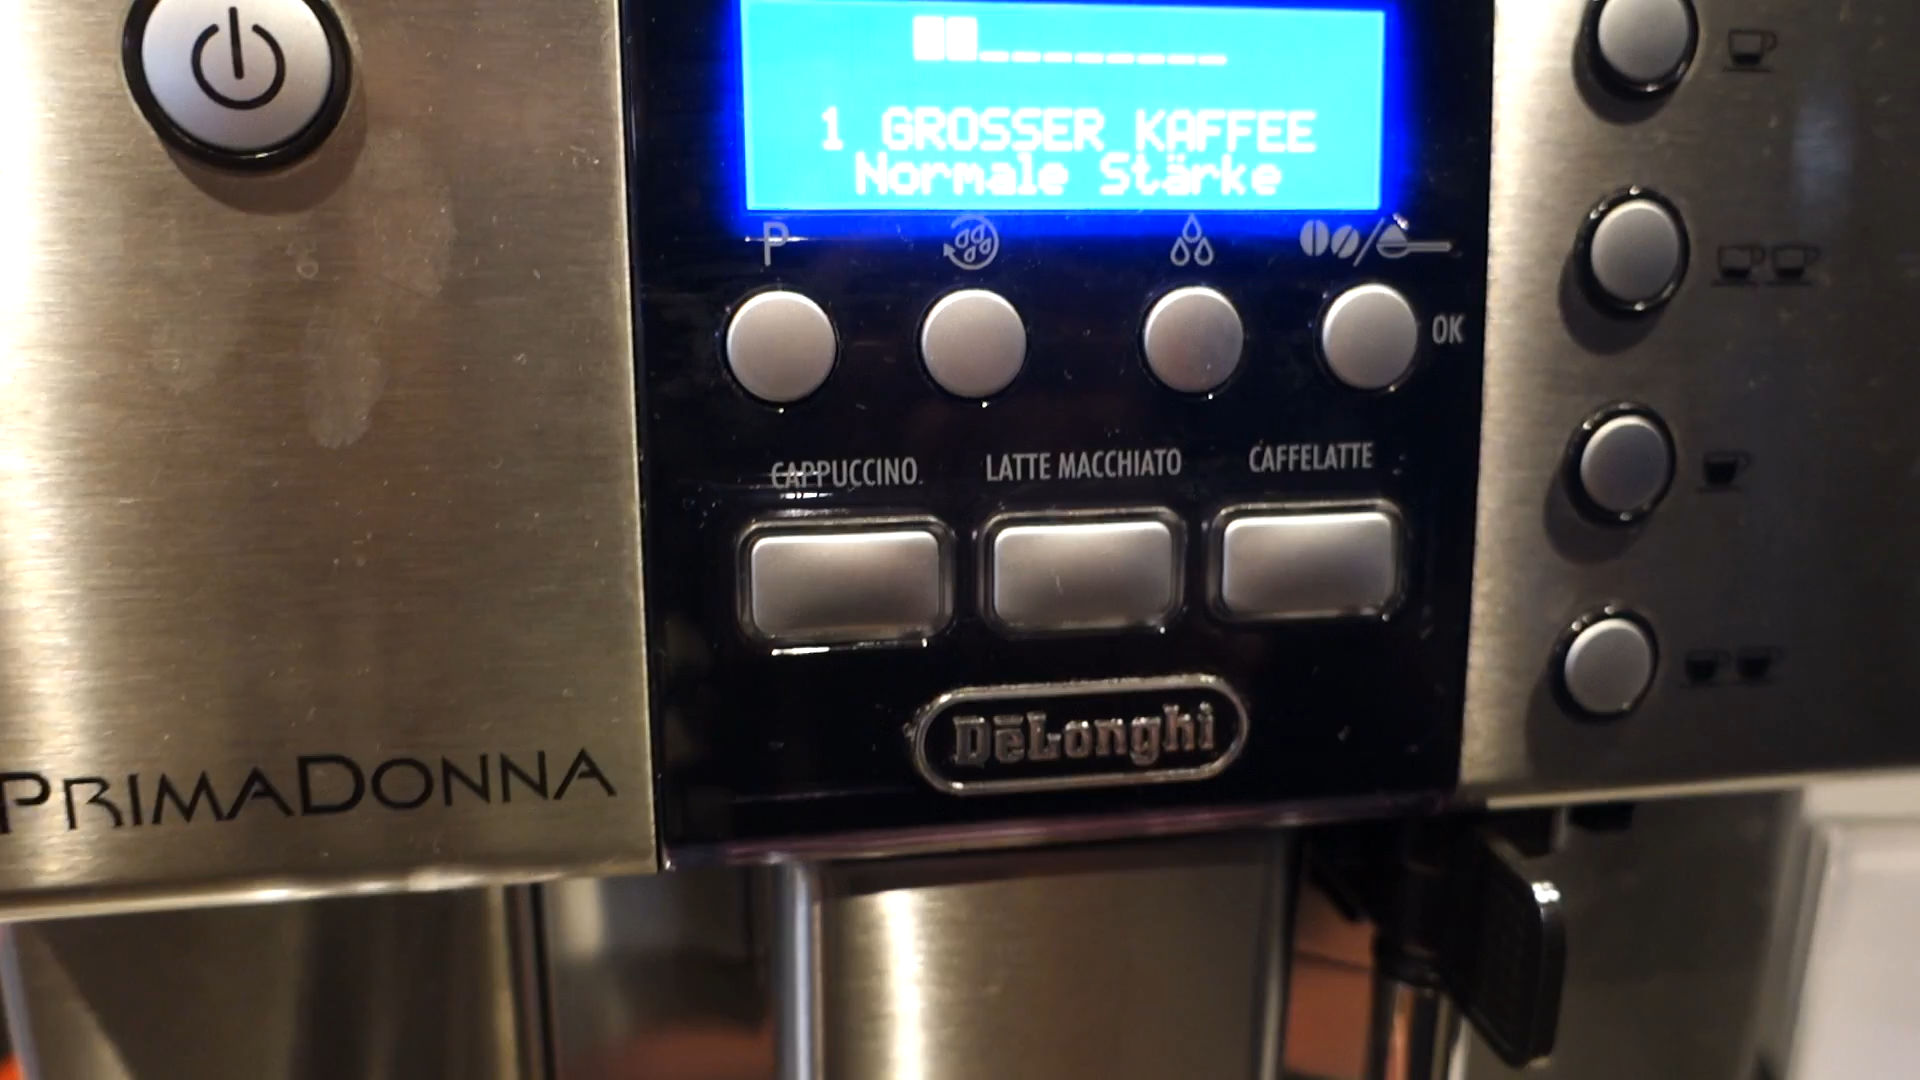 1 GROSSER KAFFEE
Normale Stärke
P
OK
CAPPUCCINO
LATTE MACCHIATO
CAFFELATTE
DeLonghi
PRIMADONNA